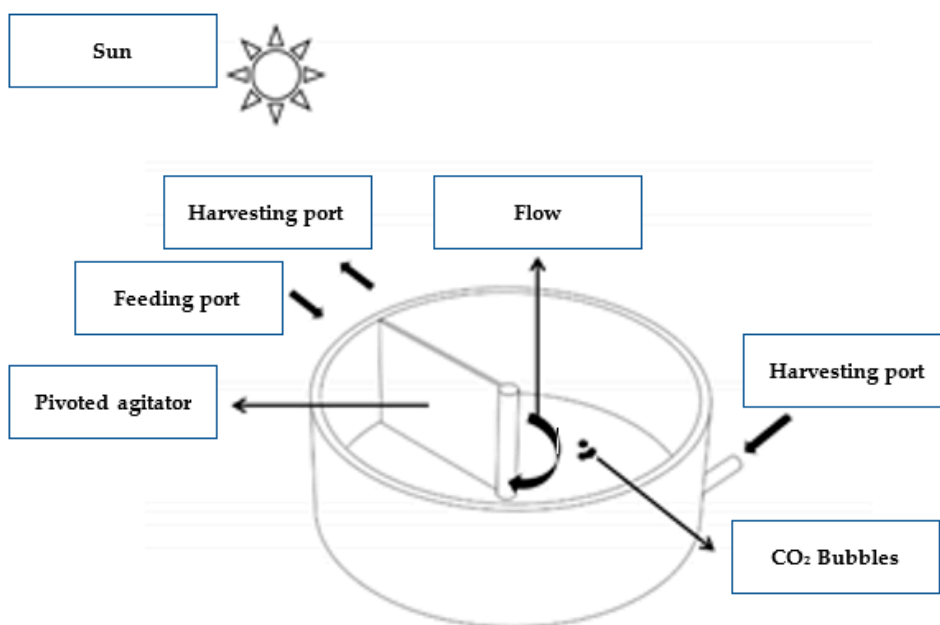 Sun
Harvesting port
Flow
Feeding port
Harvesting port
Pivoted agitator
CO₂ Bubbles